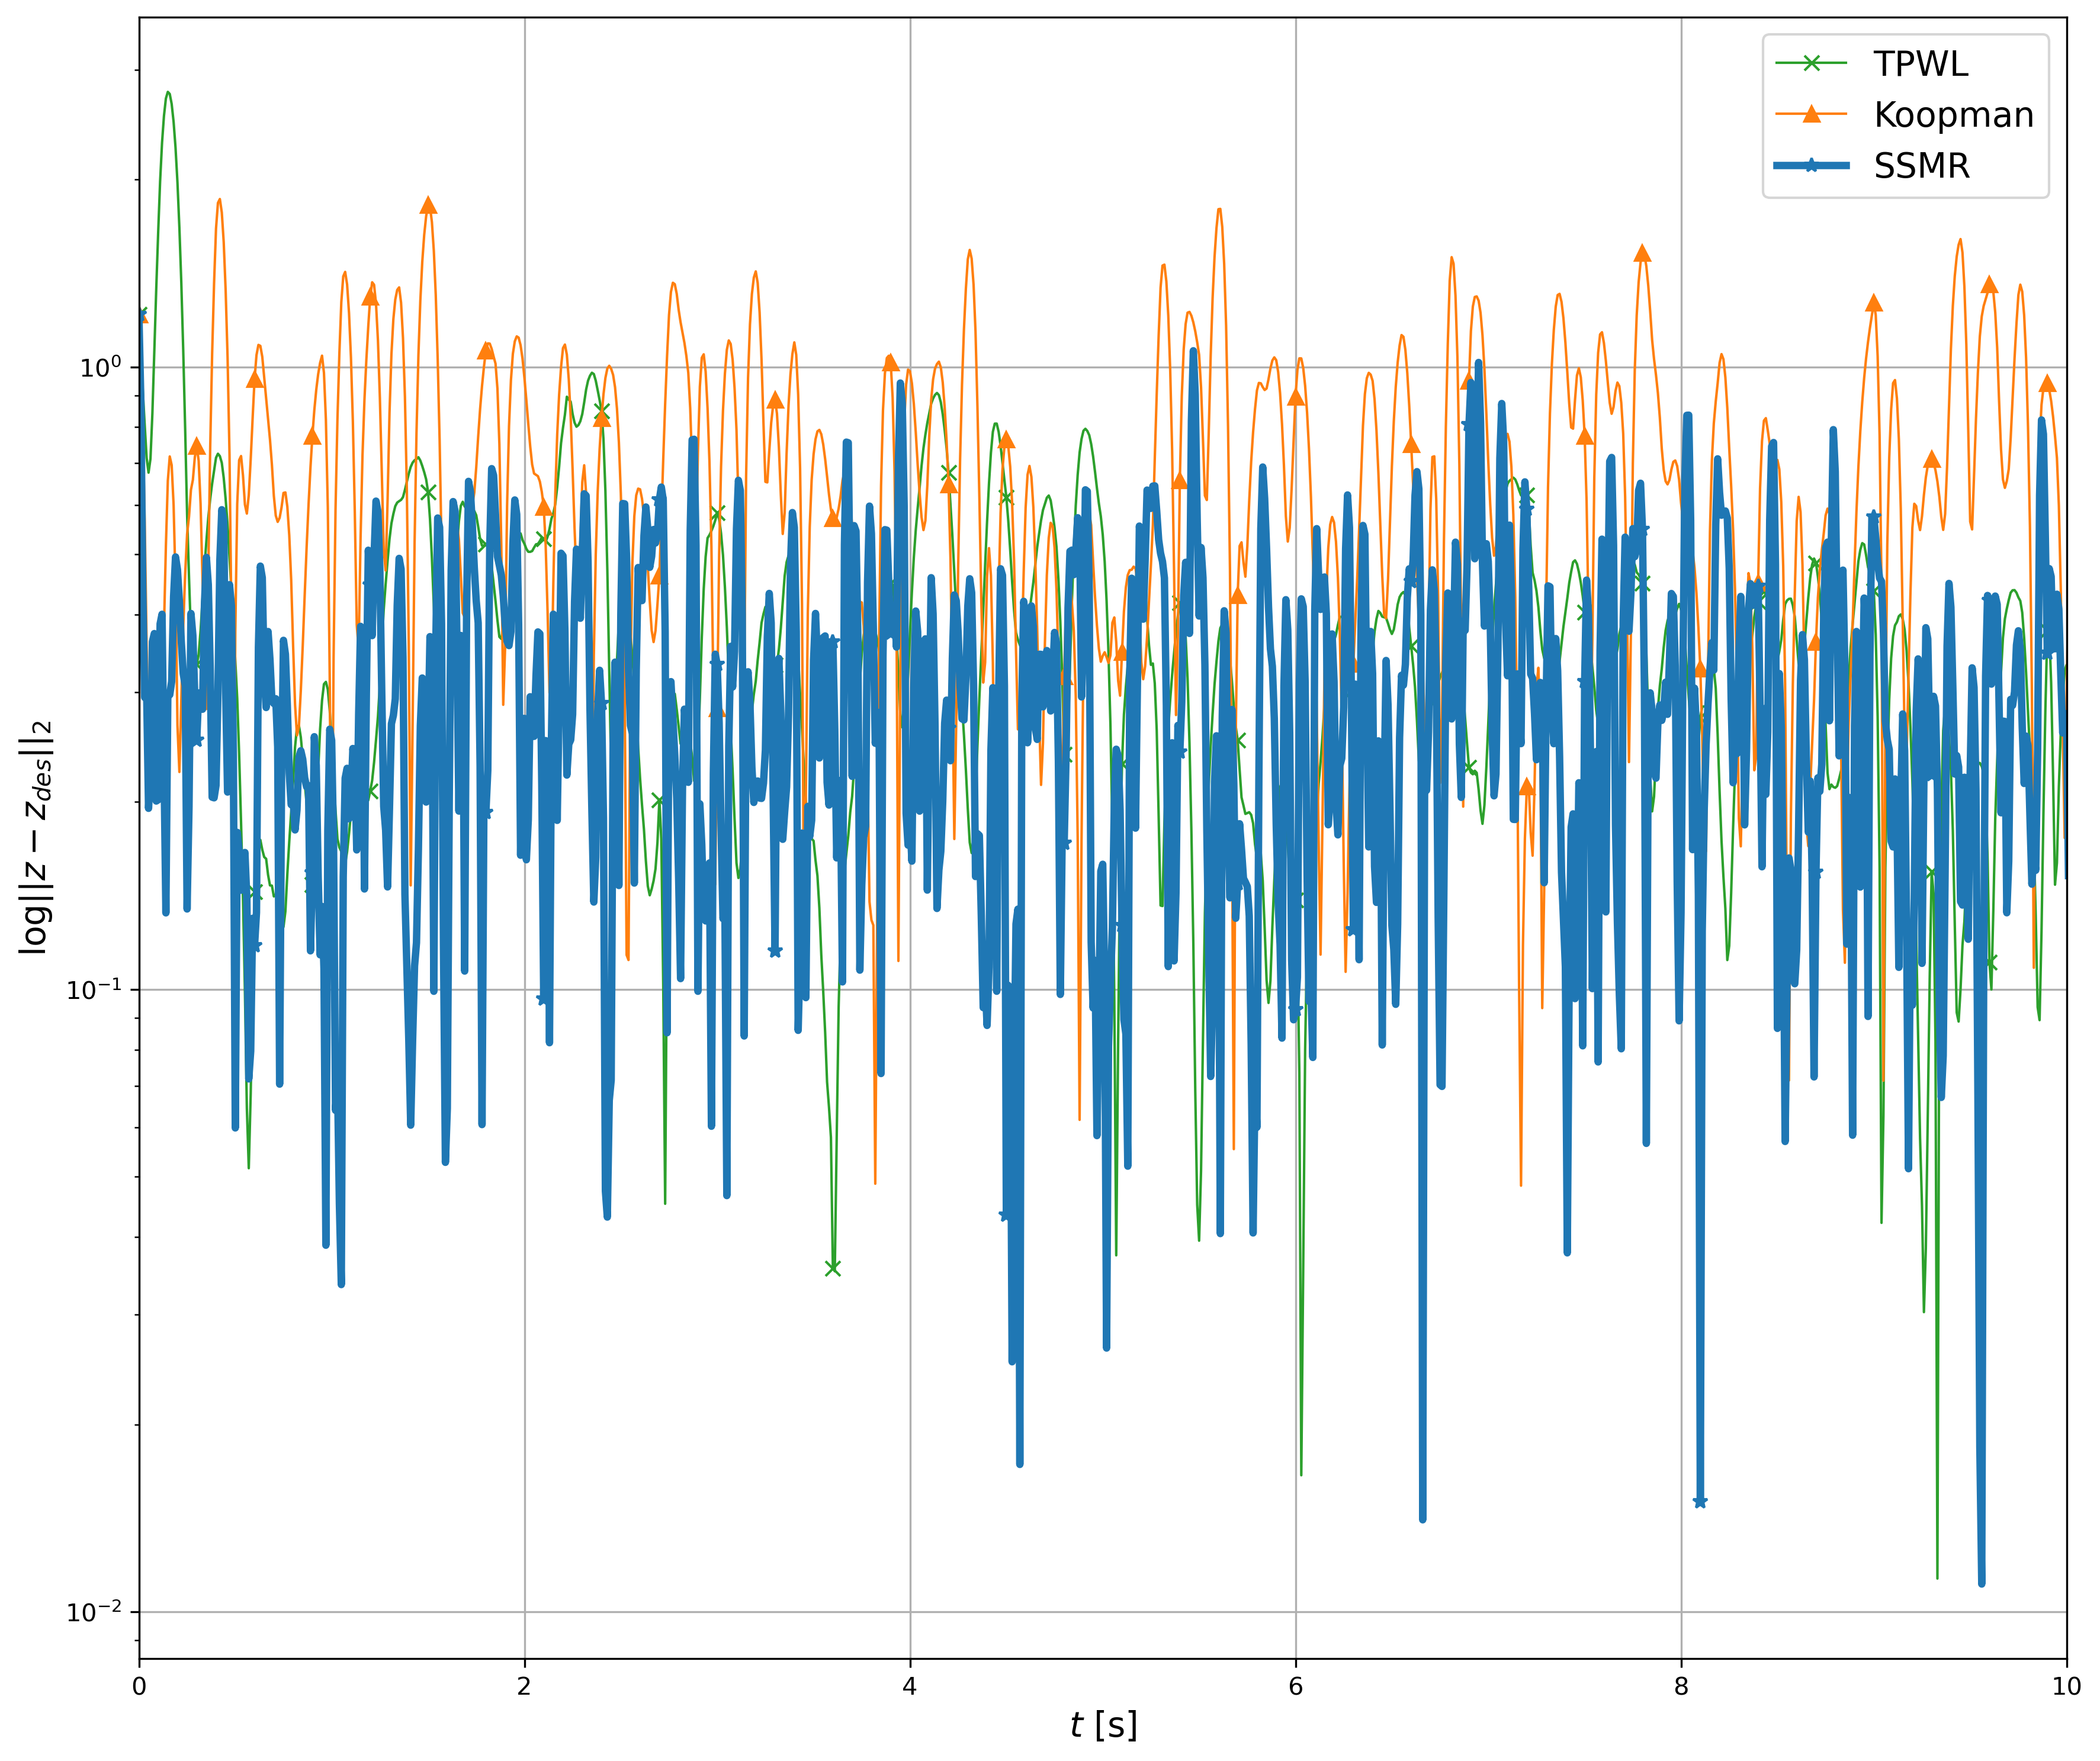 TPWL
Koopman
SSMR
10⁰
10⁻¹
10⁻²
log||z − z_des||₂
0 2 4 6 8 10
t [s]